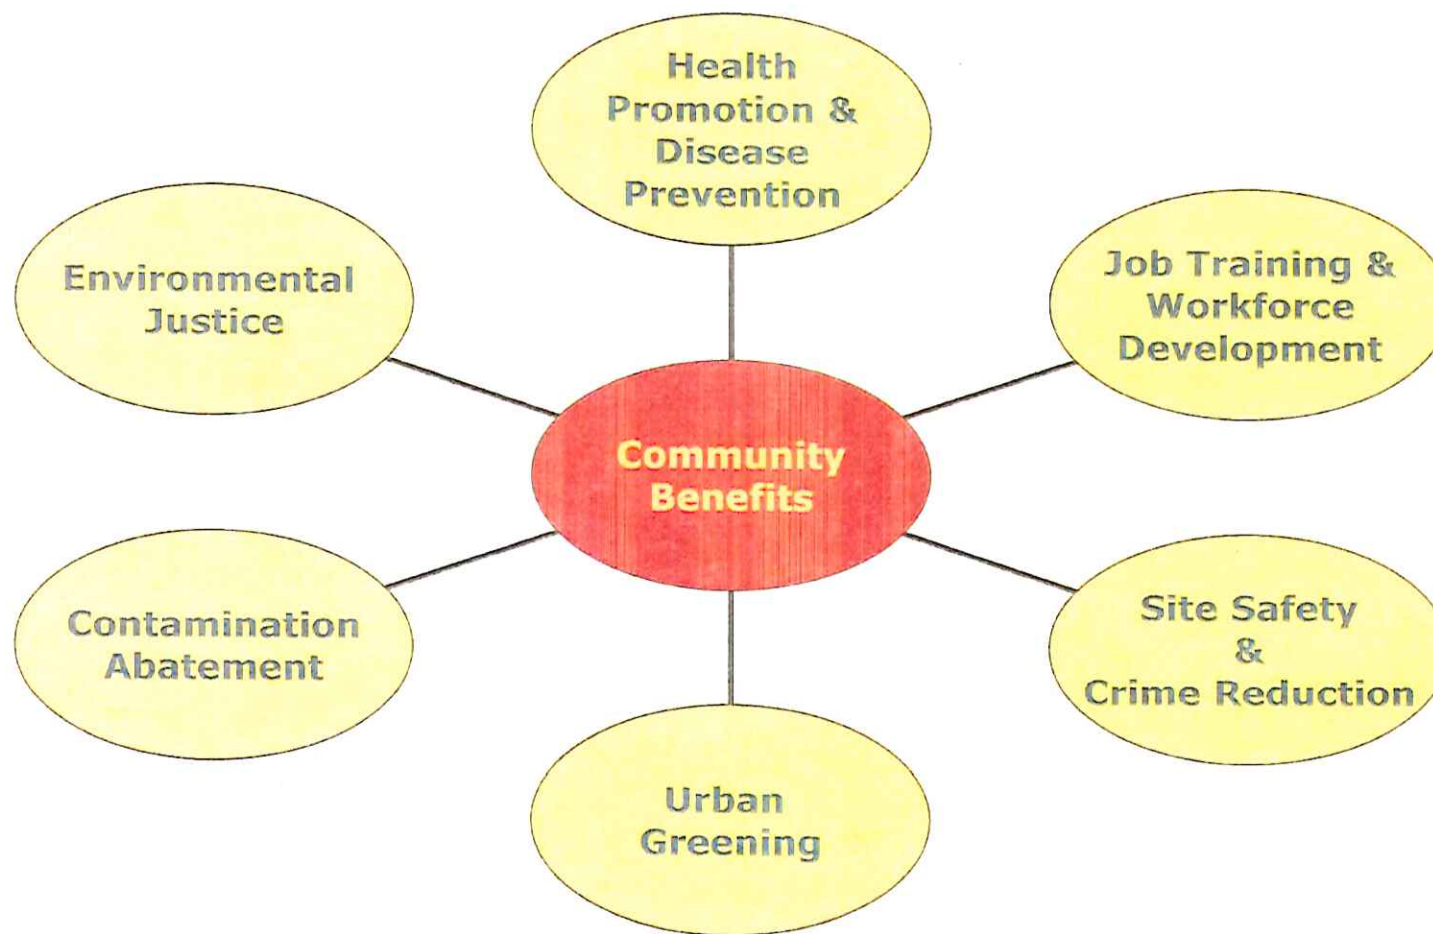 Health
Promotion &
Disease
Prevention
Environmental
Justice
Job Training &
Workforce
Development
Community
Benefits
Contamination
Abatement
Site Safety
&
Crime Reduction
Urban
Greening